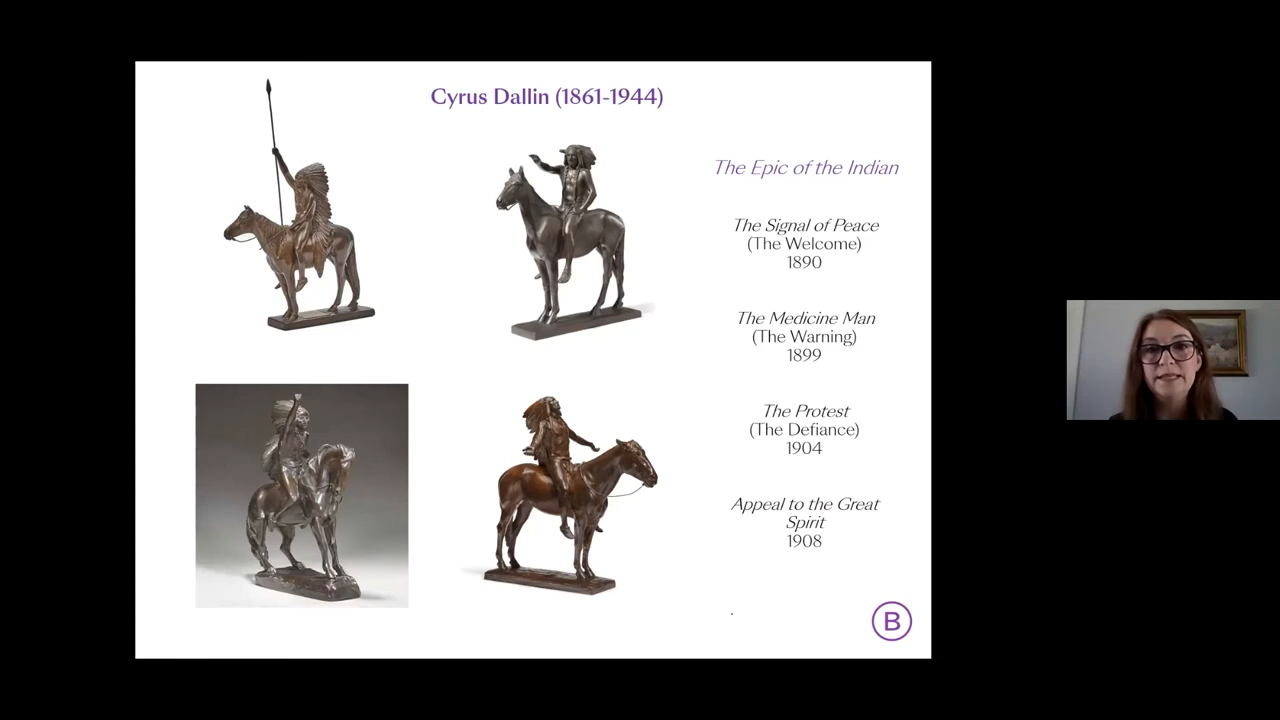 Cyrus Dallin (1861-1944)
The Epic of the Indian
The Signal of Peace
(The Welcome)
1890
The Medicine Man
(The Warning)
1899
The Protest
(The Defiance)
1904
Appeal to the Great
Spirit
1908
B